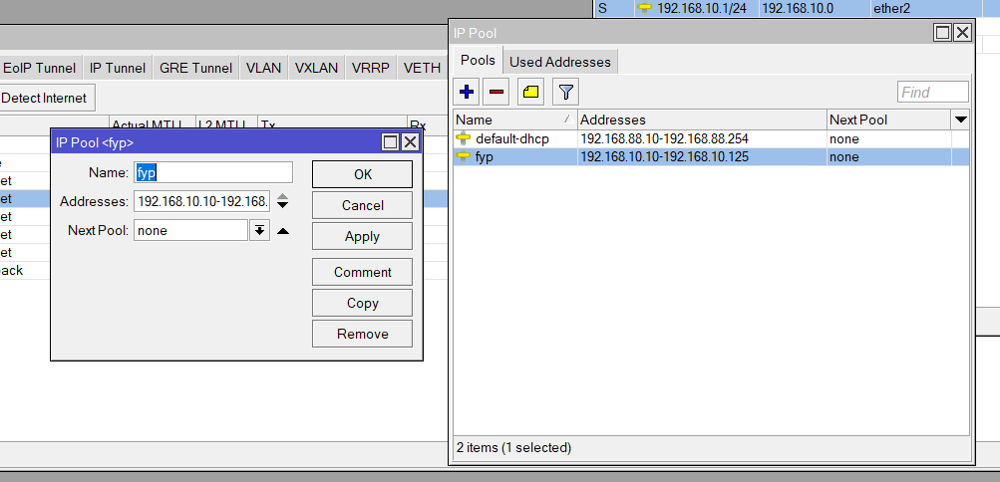 S 192.168.10.1/24 192.168.10.0 ether2
IP Pool
Pools Used Addresses
Find
Name Addresses Next Pool
default-dhcp 192.168.88.10-192.168.88.254 none
fyp 192.168.10.10-192.168.10.125 none
2 items (1 selected)
EoIP Tunnel IP Tunnel GRE Tunnel VLAN VXLAN VRRP VETH
Detect Internet
Actual MTU L2 MTU Tx Rx
et
et
et
et
et
ack
IP Pool <fyp>
Name: fyp
Addresses: 192.168.10.10-192.168.
Next Pool: none
OK
Cancel
Apply
Comment
Copy
Remove